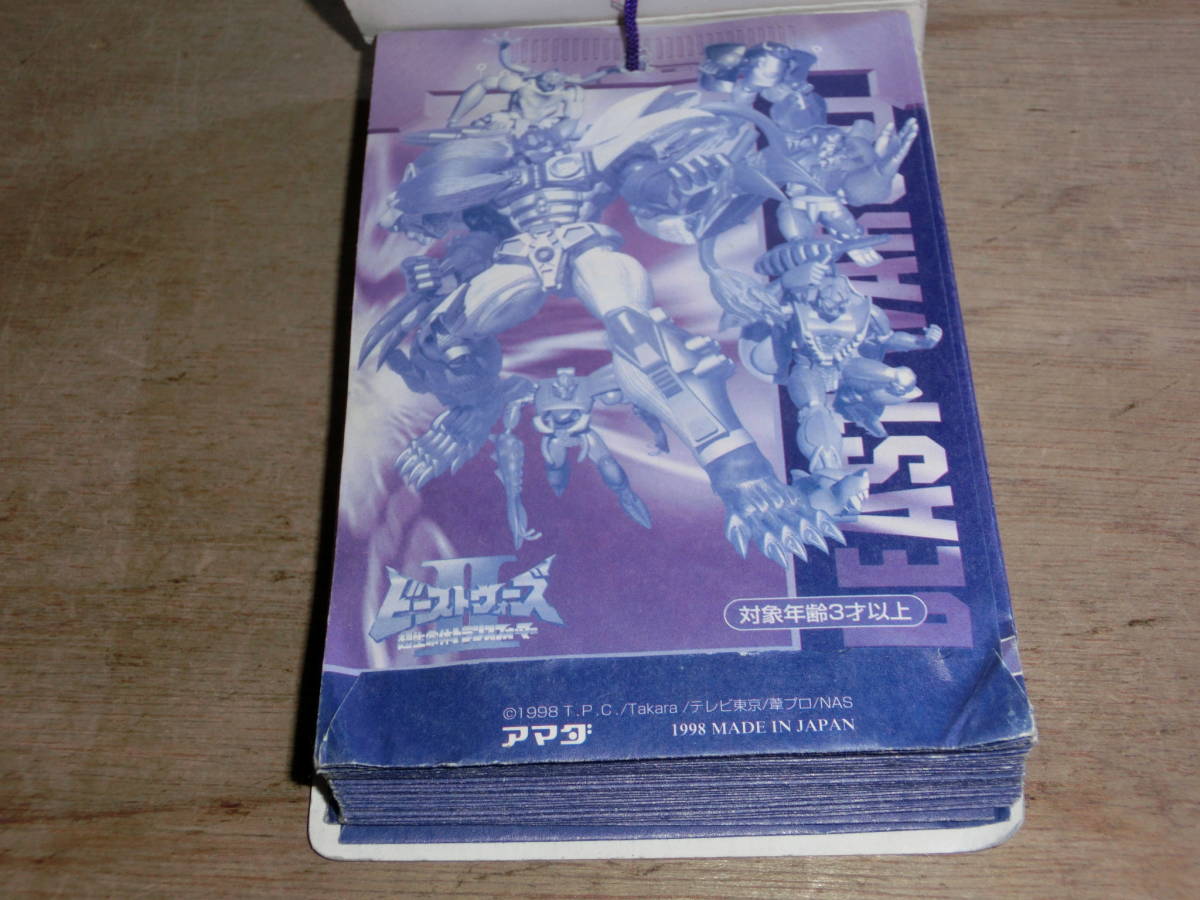 BEAST WARS II
ビーストウォーズ
II
超生命体トランスフォーマー
対象年齢3才以上
©1998 T.P.C./Takara/テレビ東京/葦プロ/NAS
アマダ
1998 MADE IN JAPAN